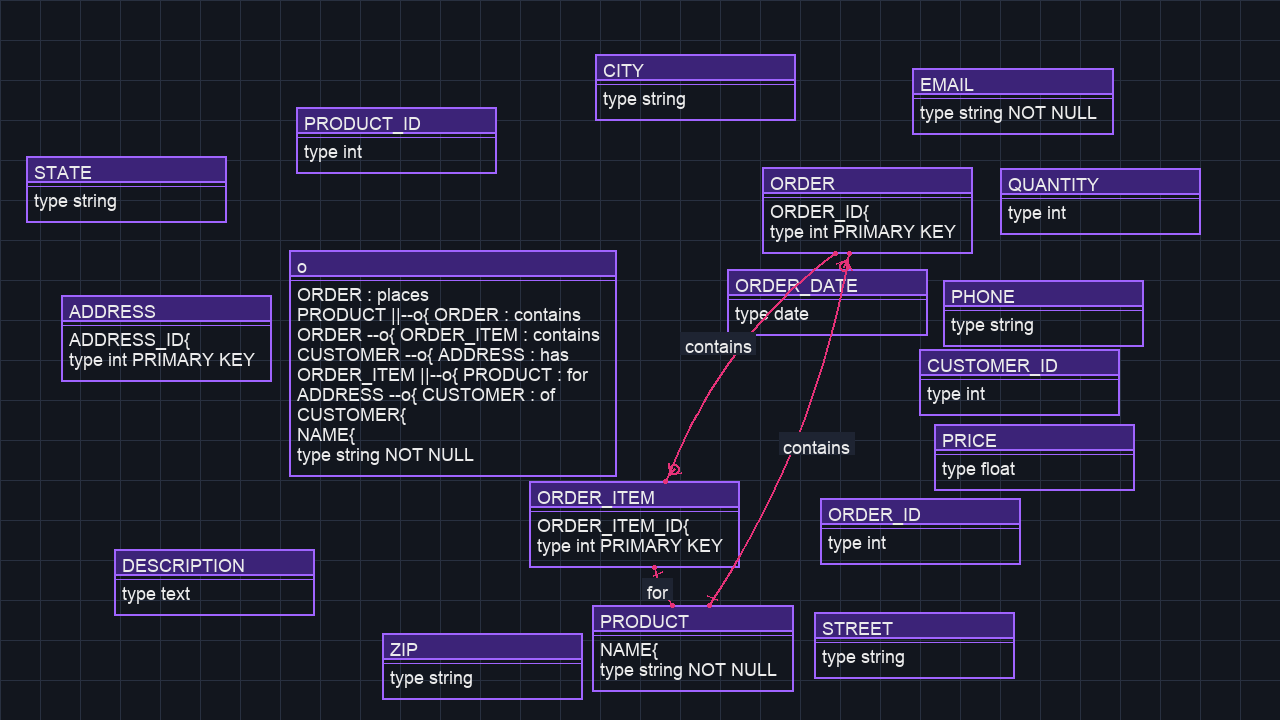 CITY
type string
EMAIL
type string NOT NULL
PRODUCT_ID
type int
STATE
type string
ORDER
ORDER_ID{
type int PRIMARY KEY
QUANTITY
type int
o
ORDER : places
PRODUCT ||--o{ ORDER : contains
ORDER --o{ ORDER_ITEM : contains
CUSTOMER --o{ ADDRESS : has
ORDER_ITEM ||--o{ PRODUCT : for
ADDRESS --o{ CUSTOMER : of
CUSTOMER{
NAME{
type string NOT NULL
ORDER_DATE
type date
PHONE
type string
ADDRESS
ADDRESS_ID{
type int PRIMARY KEY
contains
CUSTOMER_ID
type int
contains
PRICE
type float
ORDER_ITEM
ORDER_ITEM_ID{
type int PRIMARY KEY
ORDER_ID
type int
DESCRIPTION
type text
for
PRODUCT
NAME{
type string NOT NULL
STREET
type string
ZIP
type string